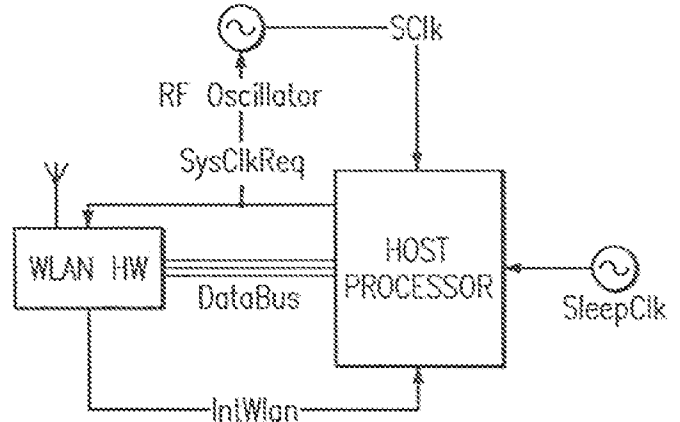 SClk
RF Oscillator
SysClkReq
WLAN HW
DataBus
HOST
PROCESSOR
SleepClk
IntWlan